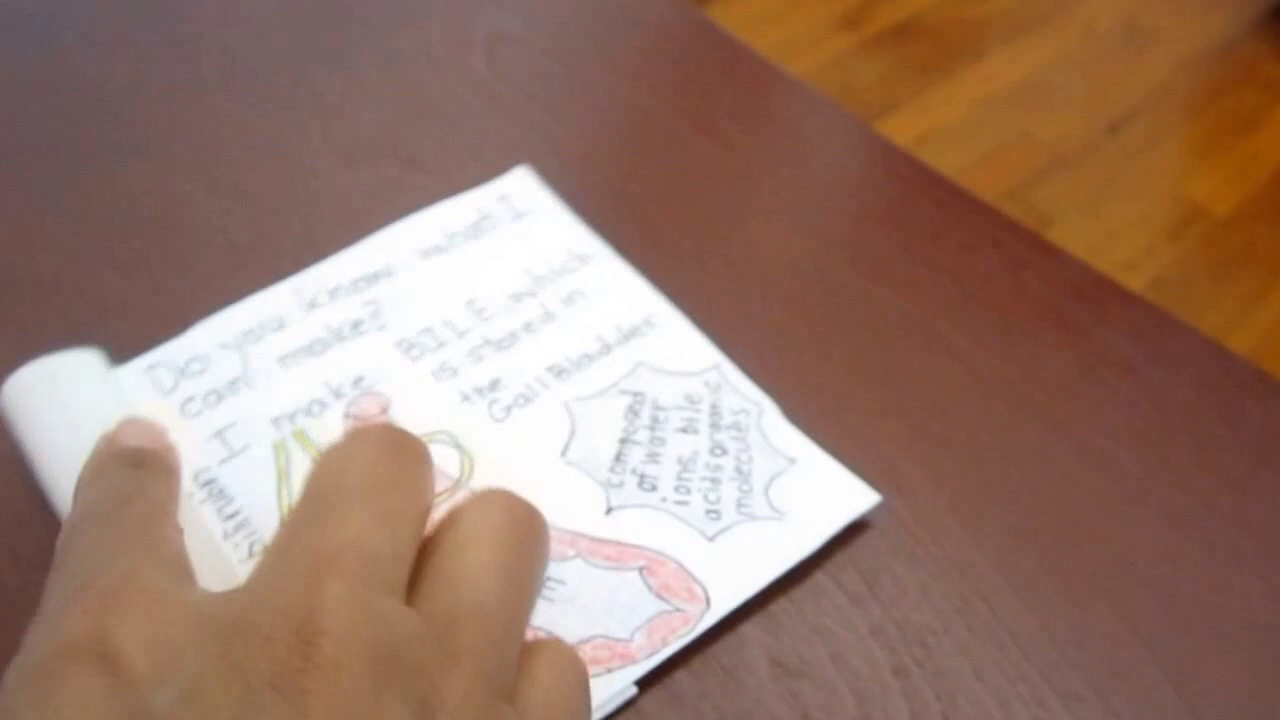 Do you know what I
can make?
I make BILE which
is stored in
the
Gall Bladder
composed
of water
ions, bile
acids organic
molecules